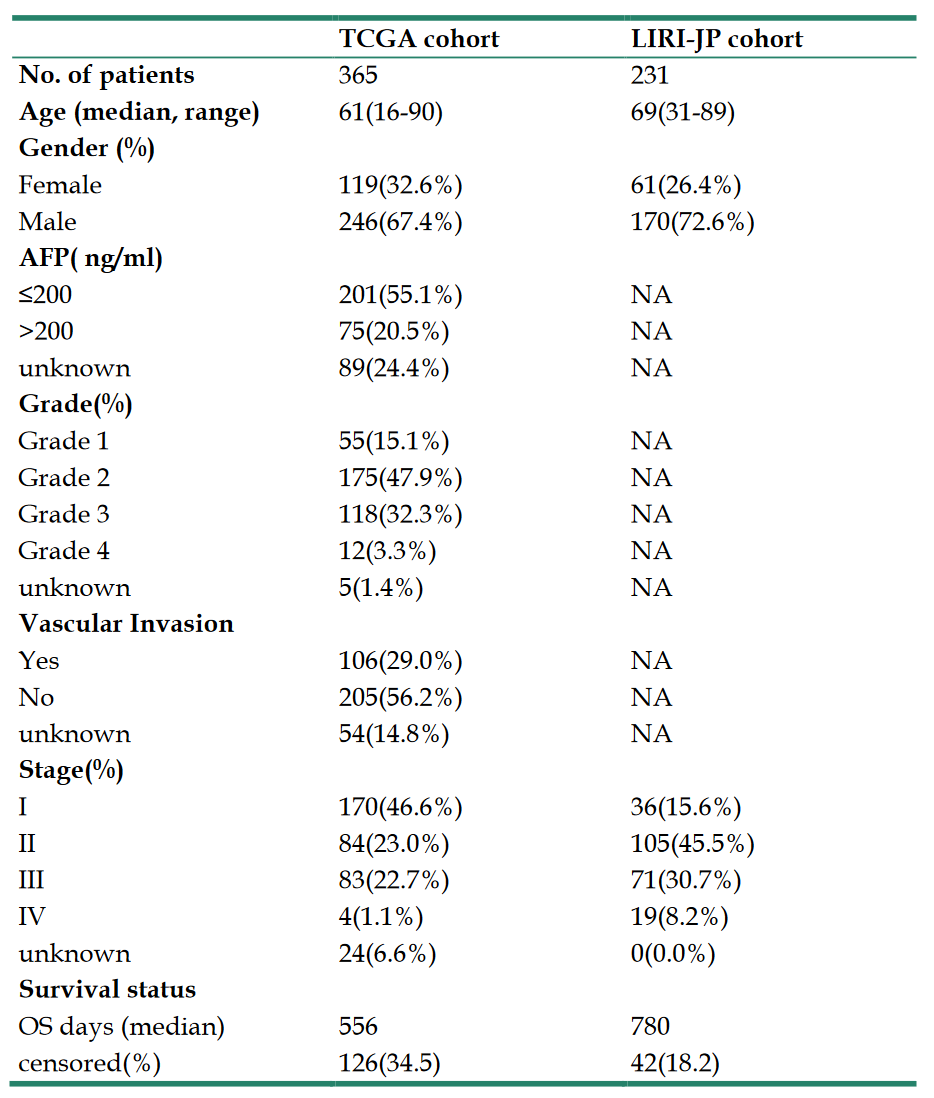 TCGA cohort LIRI-JP cohort
No. of patients 365 231
Age (median, range) 61(16-90) 69(31-89)
Gender (%)
Female 119(32.6%) 61(26.4%)
Male 246(67.4%) 170(72.6%)
AFP( ng/ml)
≤200 201(55.1%) NA
>200 75(20.5%) NA
unknown 89(24.4%) NA
Grade(%)
Grade 1 55(15.1%) NA
Grade 2 175(47.9%) NA
Grade 3 118(32.3%) NA
Grade 4 12(3.3%) NA
unknown 5(1.4%) NA
Vascular Invasion
Yes 106(29.0%) NA
No 205(56.2%) NA
unknown 54(14.8%) NA
Stage(%)
I 170(46.6%) 36(15.6%)
II 84(23.0%) 105(45.5%)
III 83(22.7%) 71(30.7%)
IV 4(1.1%) 19(8.2%)
unknown 24(6.6%) 0(0.0%)
Survival status
OS days (median) 556 780
censored(%) 126(34.5) 42(18.2)